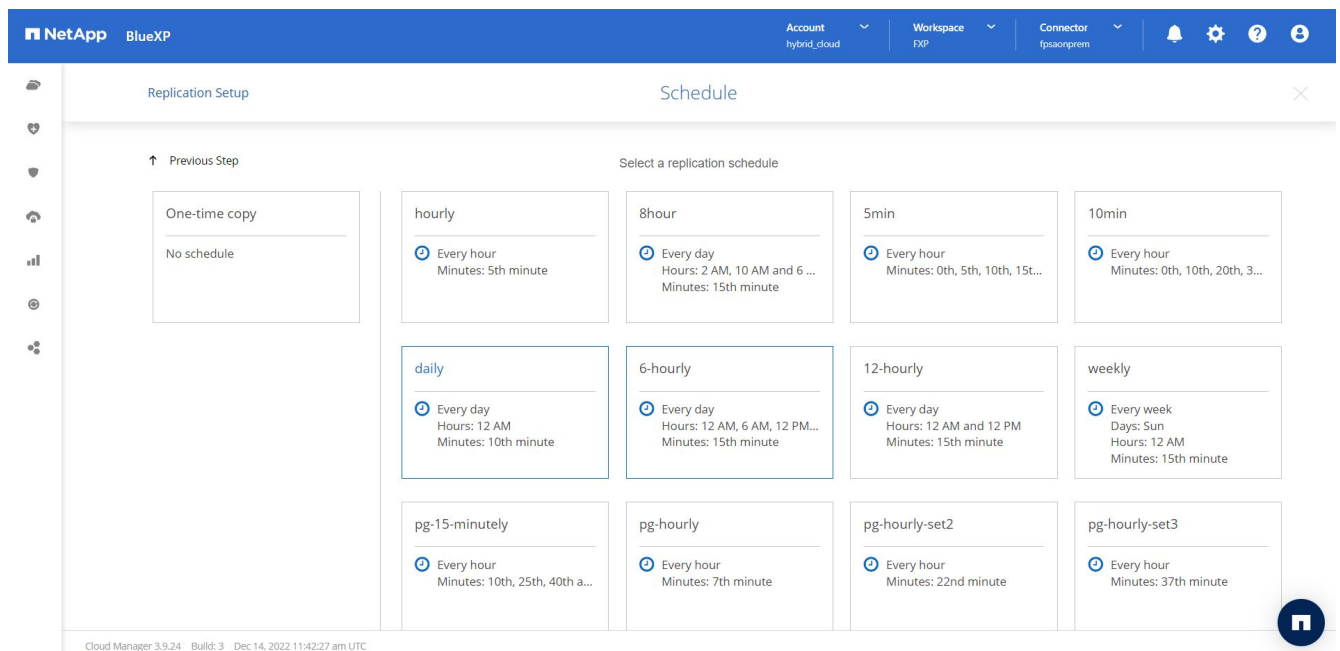 NetApp BlueXP
Account
hybrid_cloud
Workspace
FXP
Connector
fpsaonprem
Replication Setup
Schedule
Previous Step
Select a replication schedule
One-time copy
No schedule
hourly
Every hour
Minutes: 5th minute
8hour
Every day
Hours: 2 AM, 10 AM and 6 ...
Minutes: 15th minute
5min
Every hour
Minutes: 0th, 5th, 10th, 15t...
10min
Every hour
Minutes: 0th, 10th, 20th, 3...
daily
Every day
Hours: 12 AM
Minutes: 10th minute
6-hourly
Every day
Hours: 12 AM, 6 AM, 12 PM...
Minutes: 15th minute
12-hourly
Every day
Hours: 12 AM and 12 PM
Minutes: 15th minute
weekly
Every week
Days: Sun
Hours: 12 AM
Minutes: 15th minute
pg-15-minutely
Every hour
Minutes: 10th, 25th, 40th a...
pg-hourly
Every hour
Minutes: 7th minute
pg-hourly-set2
Every hour
Minutes: 22nd minute
pg-hourly-set3
Every hour
Minutes: 37th minute
Cloud Manager 3.9.24 Build: 3 Dec 14, 2022 11:42:27 am UTC